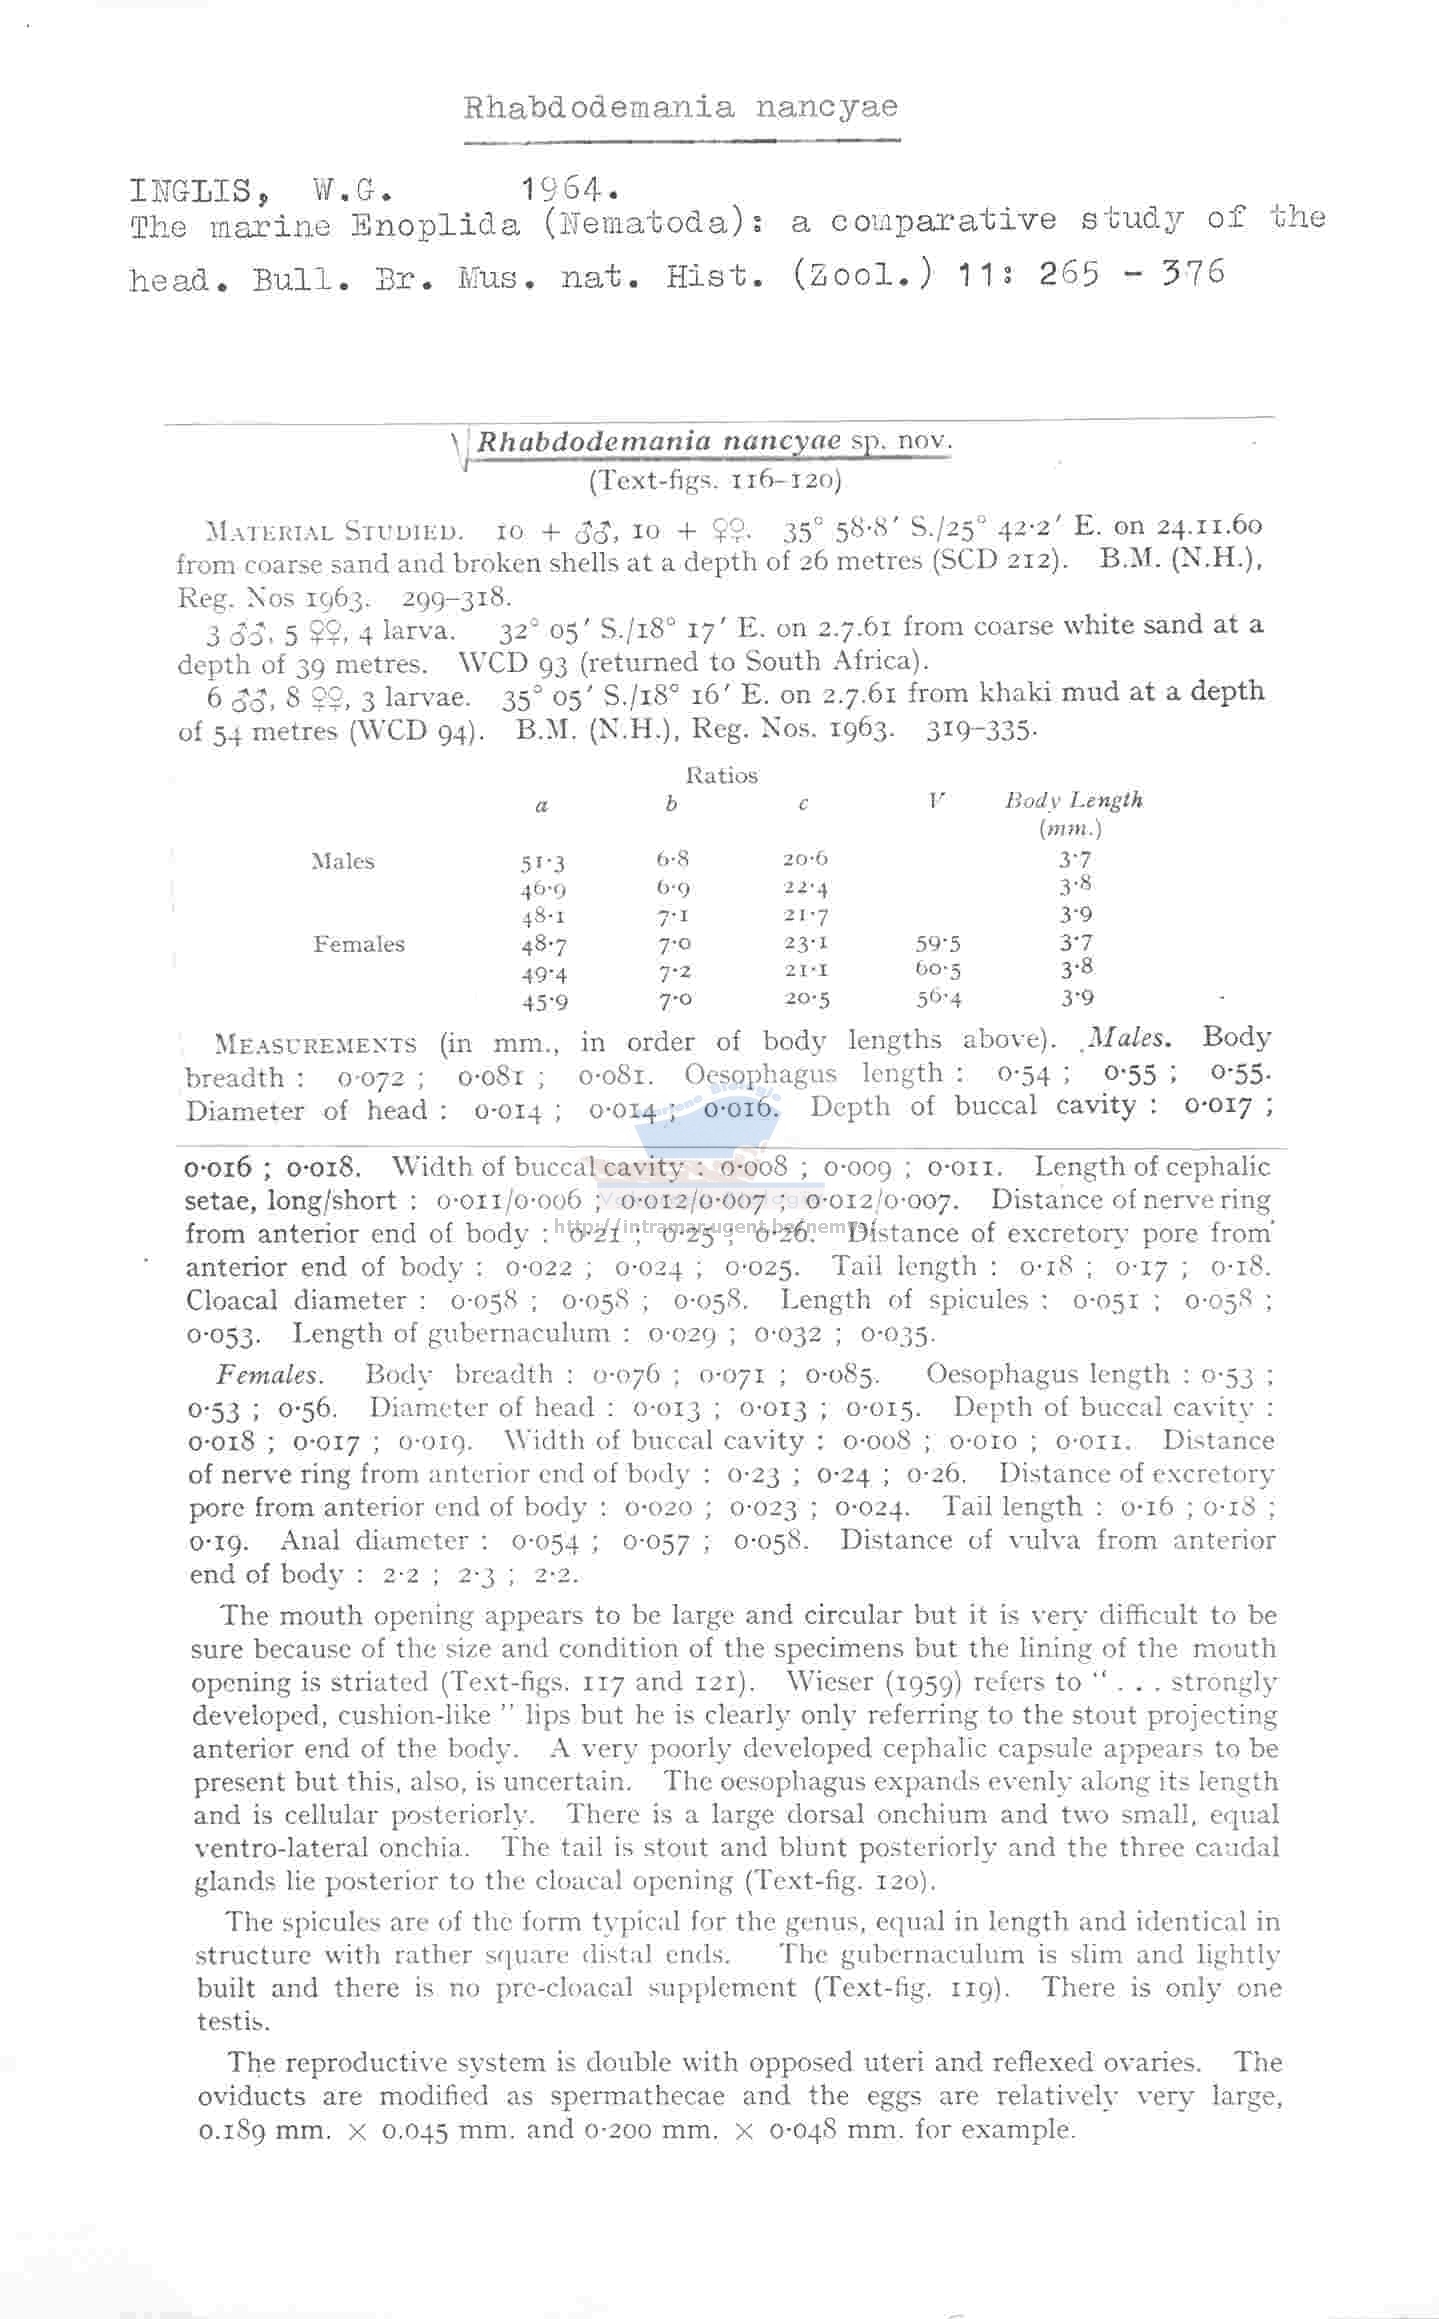 Rhabdodemania nancyae
INGLIS, W.G. 1964.
The marine Enoplida (Nematoda): a comparative study of the
head. Bull. Br. Mus. nat. Hist. (Zool.) 11: 265 - 376
Rhabdodemania nancyae sp. nov.
(Text-figs. 116–120)
MATERIAL STUDIED. 10 + ♂♂, 10 + ♀♀. 35° 58·8′ S./25° 42·2′ E. on 24.11.60
from coarse sand and broken shells at a depth of 26 metres (SCD 212). B.M. (N.H.),
Reg. Nos 1963. 299–318.
3 ♂♂, 5 ♀♀, 4 larva. 32° 05′ S./18° 17′ E. on 2.7.61 from coarse white sand at a
depth of 39 metres. WCD 93 (returned to South Africa).
6 ♂♂, 8 ♀♀, 3 larvae. 35° 05′ S./18° 16′ E. on 2.7.61 from khaki mud at a depth
of 54 metres (WCD 94). B.M. (N.H.), Reg. Nos. 1963. 319–335.
Ratios
a b c V Body Length
(mm.)
Males 51·3 6·8 20·6 3·7
46·9 6·9 22·4 3·8
48·1 7·1 21·7 3·9
Females 48·7 7·0 23·1 59·5 3·7
49·4 7·2 21·1 60·5 3·8
45·9 7·0 20·5 56·4 3·9
MEASUREMENTS (in mm., in order of body lengths above). Males. Body
breadth : 0·072 ; 0·081 ; 0·081. Oesophagus length : 0·54 ; 0·55 ; 0·55.
Diameter of head : 0·014 ; 0·014 ; 0·016. Depth of buccal cavity : 0·017 ;
0·016 ; 0·018. Width of buccal cavity : 0·008 ; 0·009 ; 0·011. Length of cephalic
setae, long/short : 0·011/0·006 ; 0·012/0·007 ; 0·012/0·007. Distance of nerve ring
from anterior end of body : 0·21 ; 0·25 ; 0·26. Distance of excretory pore from
http://intramar.ugent.be/nemys/
anterior end of body : 0·022 ; 0·024 ; 0·025. Tail length : 0·18 ; 0·17 ; 0·18.
Cloacal diameter : 0·058 ; 0·058 ; 0·058. Length of spicules : 0·051 ; 0·058 ;
0·053. Length of gubernaculum : 0·029 ; 0·032 ; 0·035.
Females. Body breadth : 0·076 ; 0·071 ; 0·085. Oesophagus length : 0·53 ;
0·53 ; 0·56. Diameter of head : 0·013 ; 0·013 ; 0·015. Depth of buccal cavity :
0·018 ; 0·017 ; 0·019. Width of buccal cavity : 0·008 ; 0·010 ; 0·011. Distance
of nerve ring from anterior end of body : 0·23 ; 0·24 ; 0·26. Distance of excretory
pore from anterior end of body : 0·020 ; 0·023 ; 0·024. Tail length : 0·16 ; 0·18 ;
0·19. Anal diameter : 0·054 ; 0·057 ; 0·058. Distance of vulva from anterior
end of body : 2·2 ; 2·3 ; 2·2.
The mouth opening appears to be large and circular but it is very difficult to be
sure because of the size and condition of the specimens but the lining of the mouth
opening is striated (Text-figs. 117 and 121). Wieser (1959) refers to “ . . . strongly
developed, cushion-like ” lips but he is clearly only referring to the stout projecting
anterior end of the body. A very poorly developed cephalic capsule appears to be
present but this, also, is uncertain. The oesophagus expands evenly along its length
and is cellular posteriorly. There is a large dorsal onchium and two small, equal
ventro-lateral onchia. The tail is stout and blunt posteriorly and the three caudal
glands lie posterior to the cloacal opening (Text-fig. 120).
The spicules are of the form typical for the genus, equal in length and identical in
structure with rather square distal ends. The gubernaculum is slim and lightly
built and there is no pre-cloacal supplement (Text-fig. 119). There is only one
testis.
The reproductive system is double with opposed uteri and reflexed ovaries. The
oviducts are modified as spermathecae and the eggs are relatively very large,
0.189 mm. × 0.045 mm. and 0·200 mm. × 0·048 mm. for example.